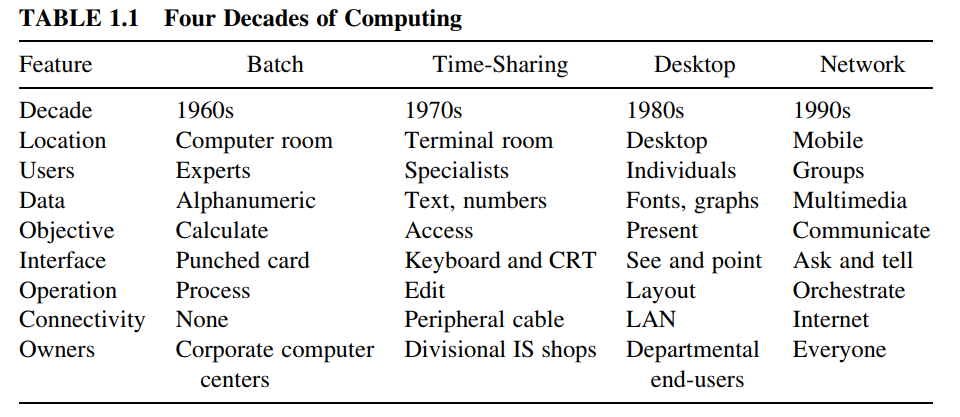 TABLE 1.1 Four Decades of Computing
Feature Batch Time-Sharing Desktop Network
Decade 1960s 1970s 1980s 1990s
Location Computer room Terminal room Desktop Mobile
Users Experts Specialists Individuals Groups
Data Alphanumeric Text, numbers Fonts, graphs Multimedia
Objective Calculate Access Present Communicate
Interface Punched card Keyboard and CRT See and point Ask and tell
Operation Process Edit Layout Orchestrate
Connectivity None Peripheral cable LAN Internet
Owners Corporate computer Divisional IS shops Departmental Everyone
centers end-users